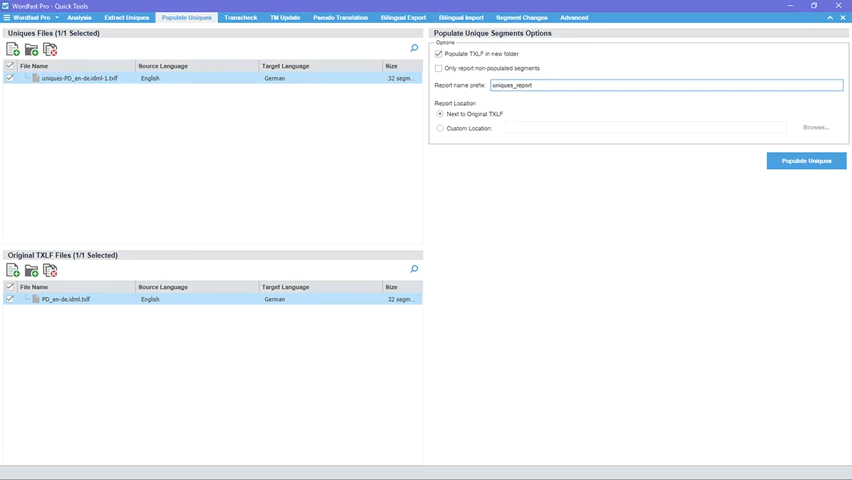 Wordfast Pro - Quick Tools
Wordfast Pro Analysis Extract Uniques Populate Uniques Transcheck TM Update Pseudo Translation Bilingual Export Bilingual Import Segment Changes Advanced
Uniques Files (1/1 Selected)
File Name Source Language Target Language Size
uniques-PD_en-de.idml-1.txlf English German 32 segm...
Original TXLF Files (1/1 Selected)
File Name Source Language Target Language Size
PD_en-de.idml.txlf English German 32 segm...
Populate Unique Segments Options
Options
Populate TXLF in new folder
Only report non-populated segments
Report name prefix: uniques_report
Report Location
Next to Original TXLF
Custom Location: Browse...
Populate Uniques